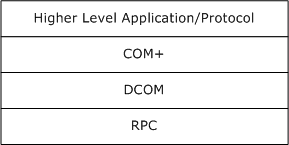 Higher Level Application/Protocol
COM+
DCOM
RPC